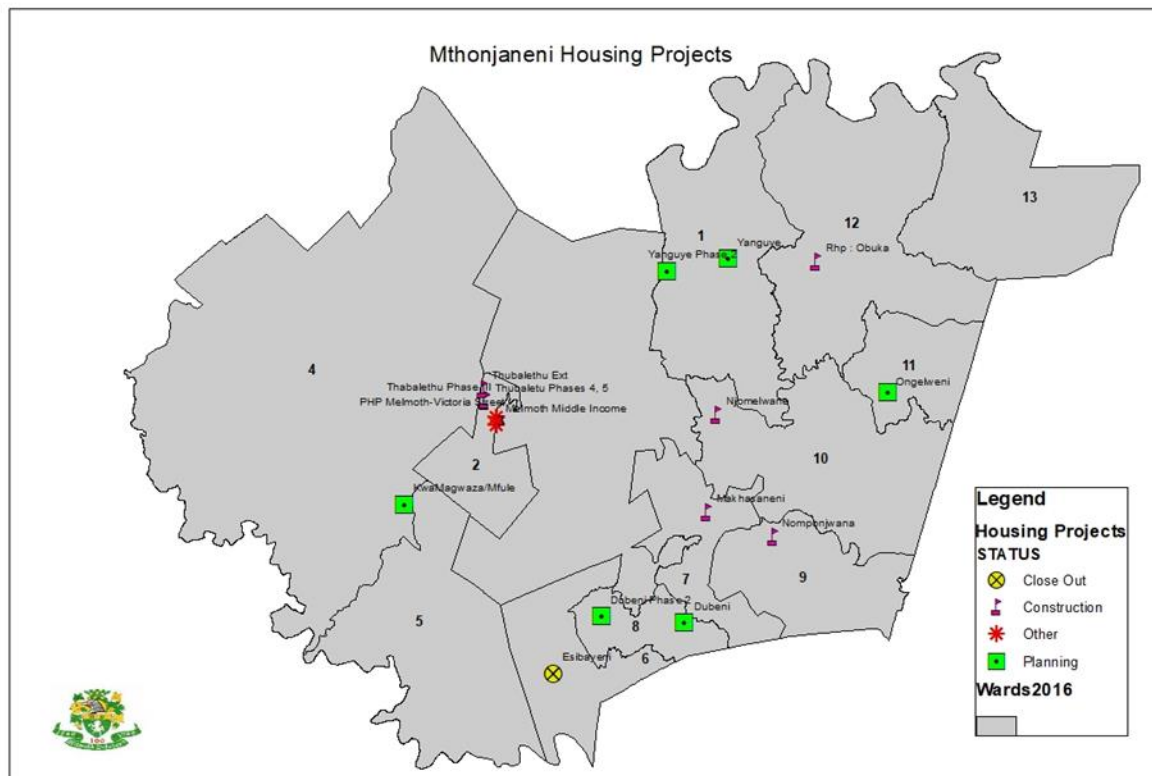 Mthonjaneni Housing Projects
13
12
1
Yanguye
Rhp : Obuka
Yanguye Phase 2
4
11
Thubalethu Ext
Thabalethu Phase III
Thubaletu Phases 4, 5
Ongelweni
PHP Melmoth-Victoria Street
Melmoth Middle Income
Njomelwane
10
2
KwaMagwaza/Mfule
Makhasaneni
Nomponjwana
7
9
Dubeni Phase 2
Dubeni
5
8
6
Esibayeni
Legend
Housing Projects
STATUS
Close Out
Construction
Other
Planning
Wards2016